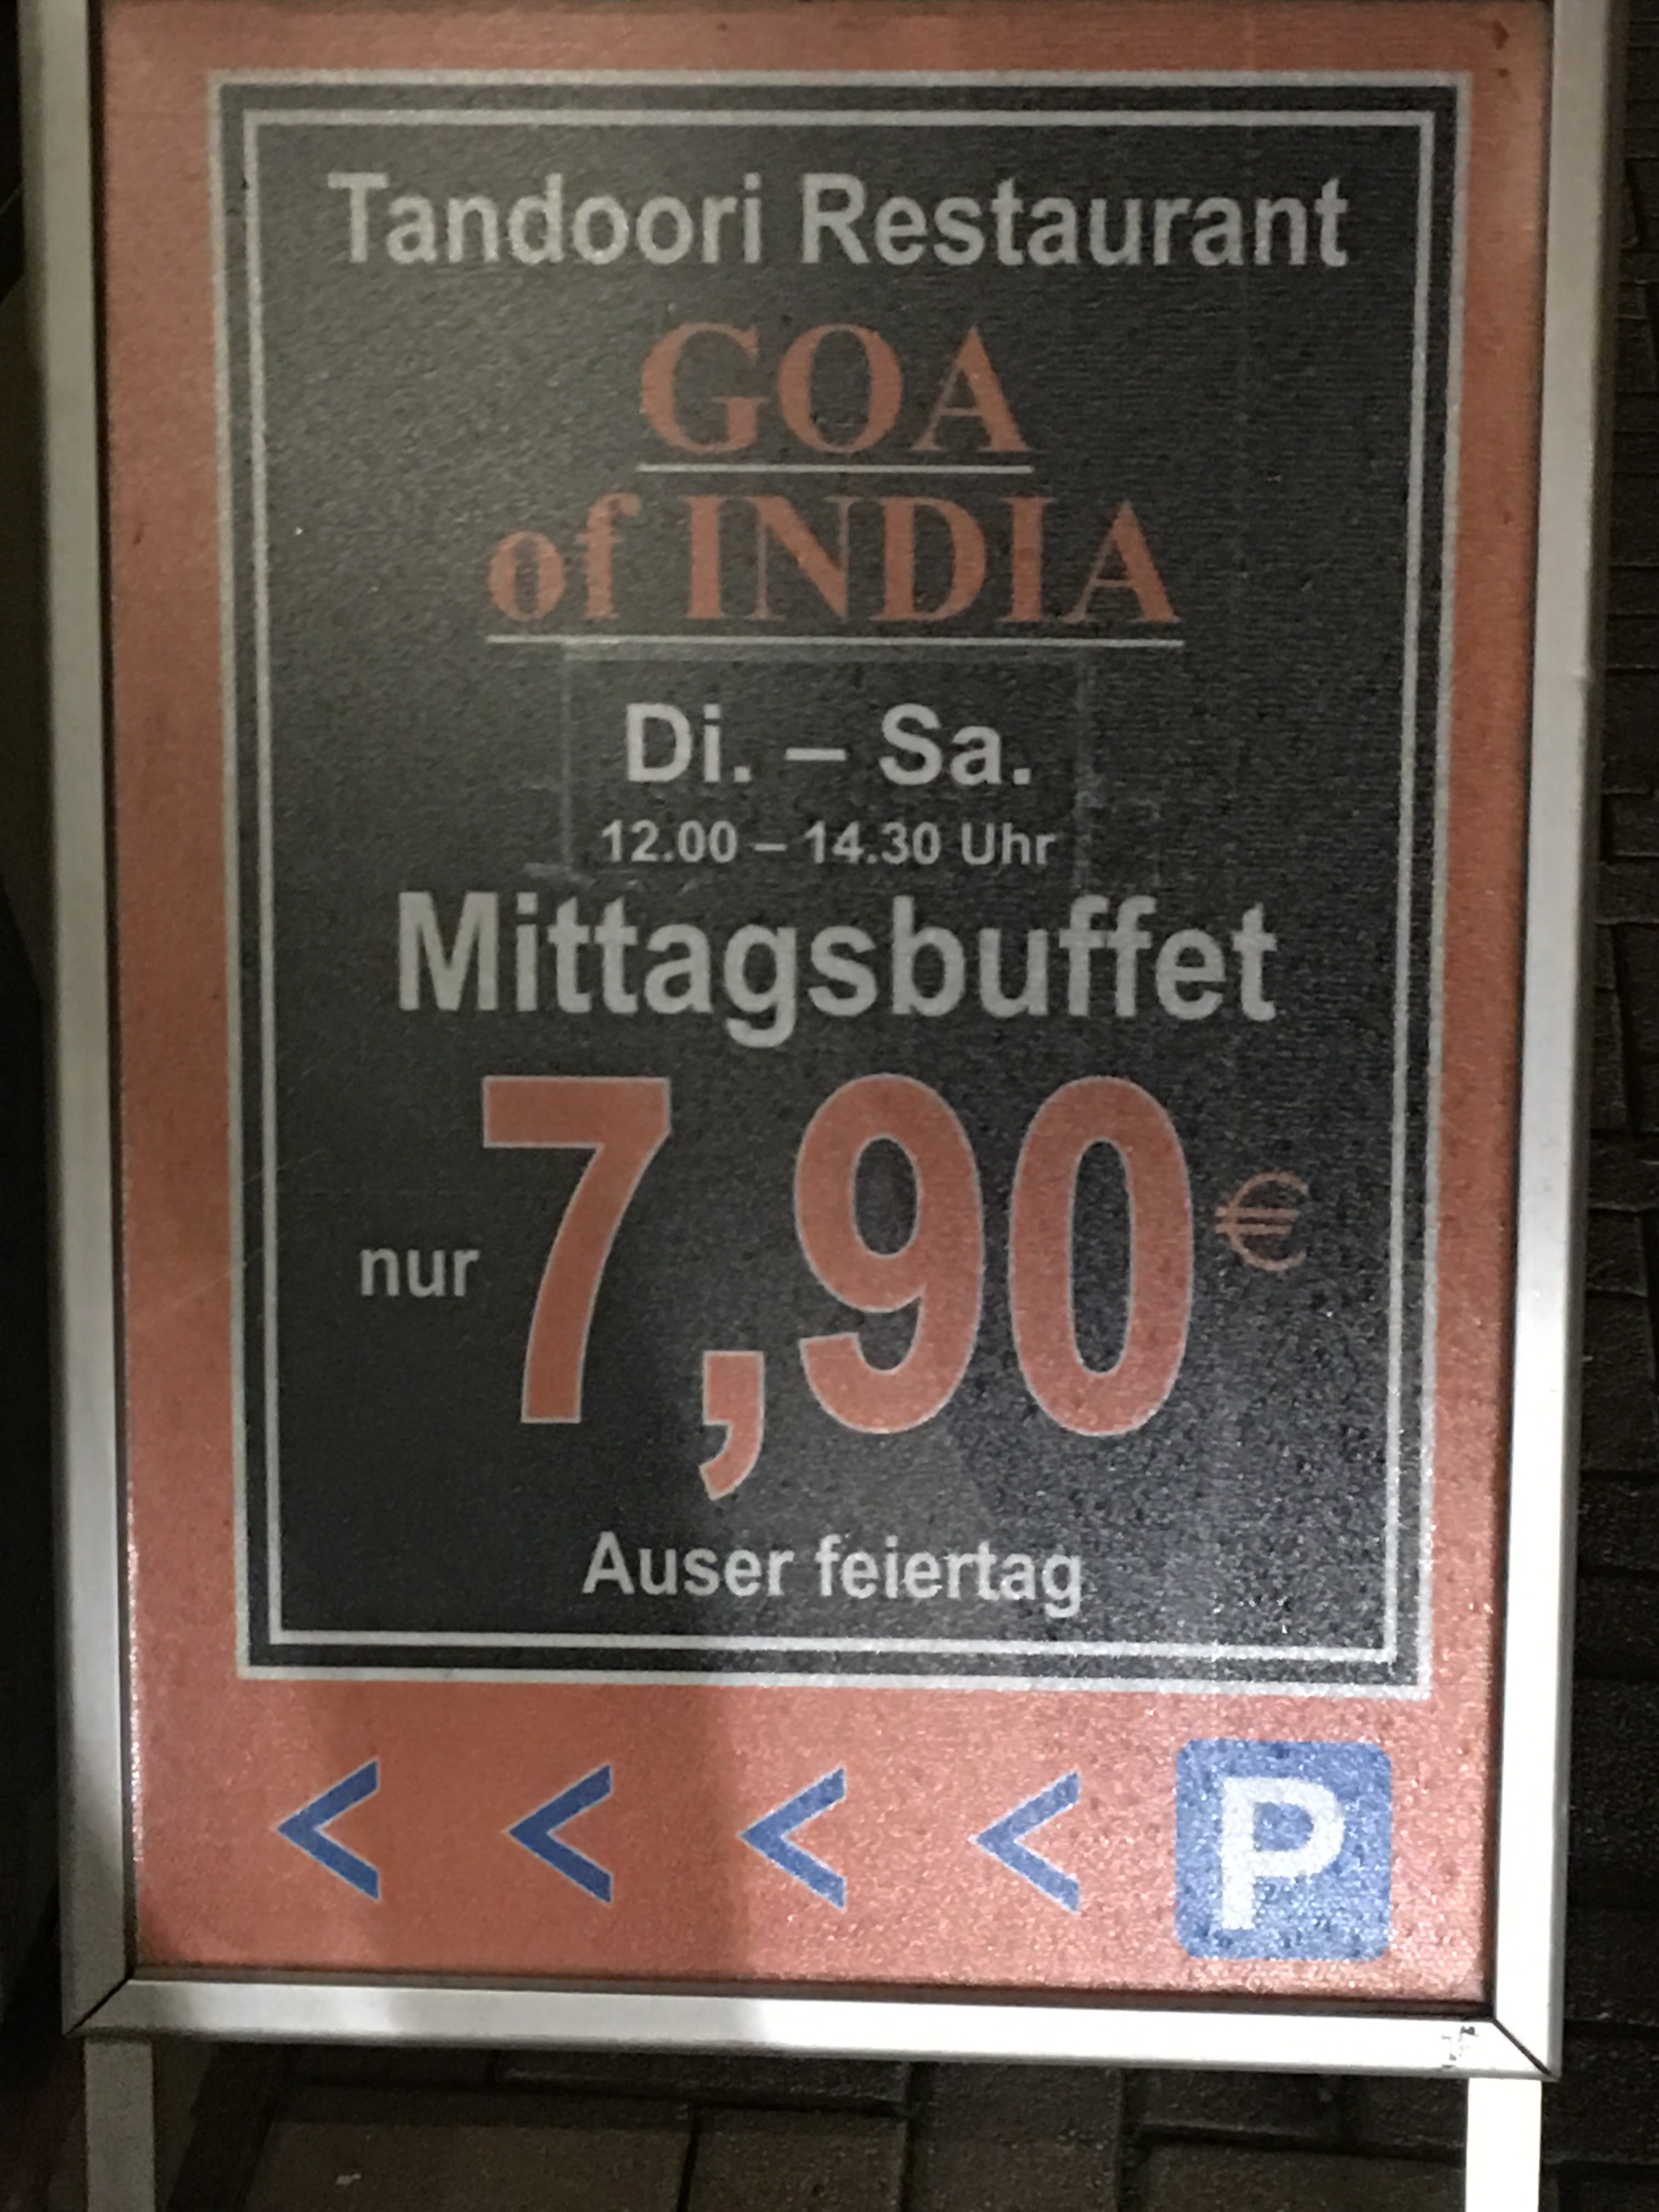 Tandoori Restaurant
GOA
of INDIA
Di. – Sa.
12.00 – 14.30 Uhr
Mittagsbuffet
nur 7,90 €
Auser feiertag
< < < < P